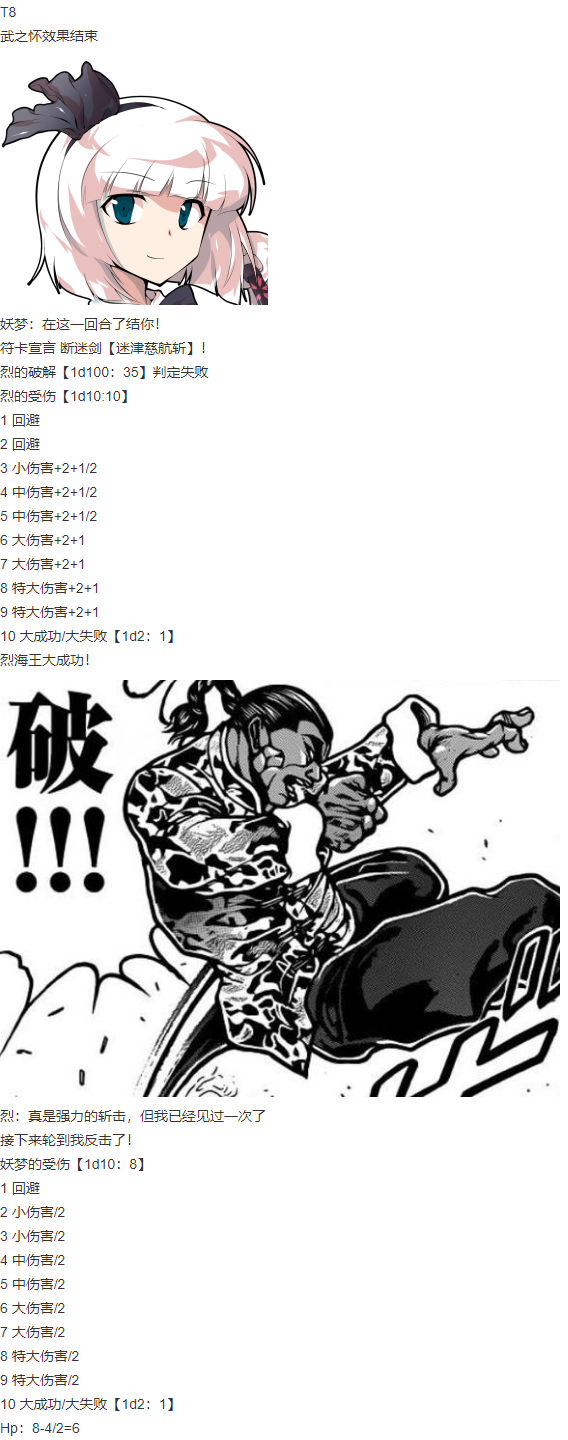 T8
武之怀效果结束
妖梦：在这一回合了结你！
符卡宣言 断迷剑【迷津慈航斩】！
烈的破解【1d100：35】判定失败
烈的受伤【1d10:10】
1 回避
2 回避
3 小伤害+2+1/2
4 中伤害+2+1/2
5 中伤害+2+1/2
6 大伤害+2+1
7 大伤害+2+1
8 特大伤害+2+1
9 特大伤害+2+1
10 大成功/大失败【1d2：1】
烈海王大成功！
破!!!
烈：真是强力的斩击，但我已经见过一次了
接下来轮到我反击了！
妖梦的受伤【1d10：8】
1 回避
2 小伤害/2
3 小伤害/2
4 中伤害/2
5 中伤害/2
6 大伤害/2
7 大伤害/2
8 特大伤害/2
9 特大伤害/2
10 大成功/大失败【1d2：1】
Hp：8-4/2=6